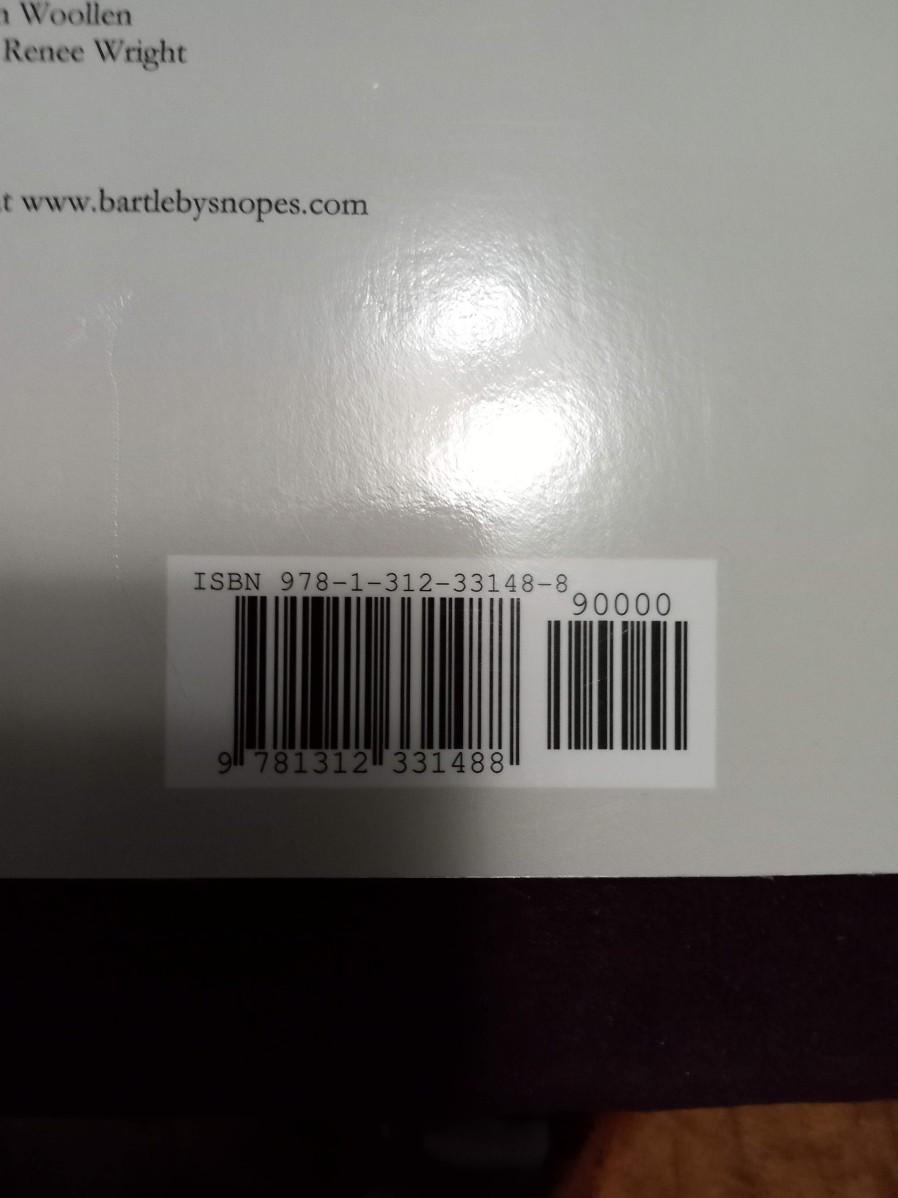 Woollen
Renee Wright
www.bartlebysnopes.com
ISBN 978-1-312-33148-8
90000
9 781312 331488